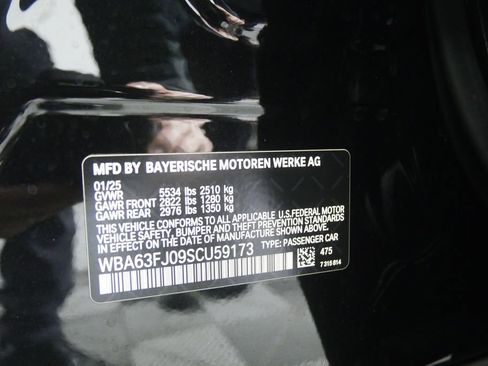 MFD BY BAYERISCHE MOTOREN WERKE AG
01/25
GVWR 5534 lbs 2510 kg
GAWR FRONT 2822 lbs 1280 kg
GAWR REAR 2976 lbs 1350 kg
THIS VEHICLE CONFORMS TO ALL APPLICABLE U.S.FEDERAL MOTOR
VEHICLE SAFETY, BUMPER AND THEFT PREVENTION STANDARDS
IN EFFECT ON THE DATE OF MANUFACTURE SHOWN ABOVE.
WBA63FJ09SCU59173 TYPE: PASSENGER CAR
475
7 315 814